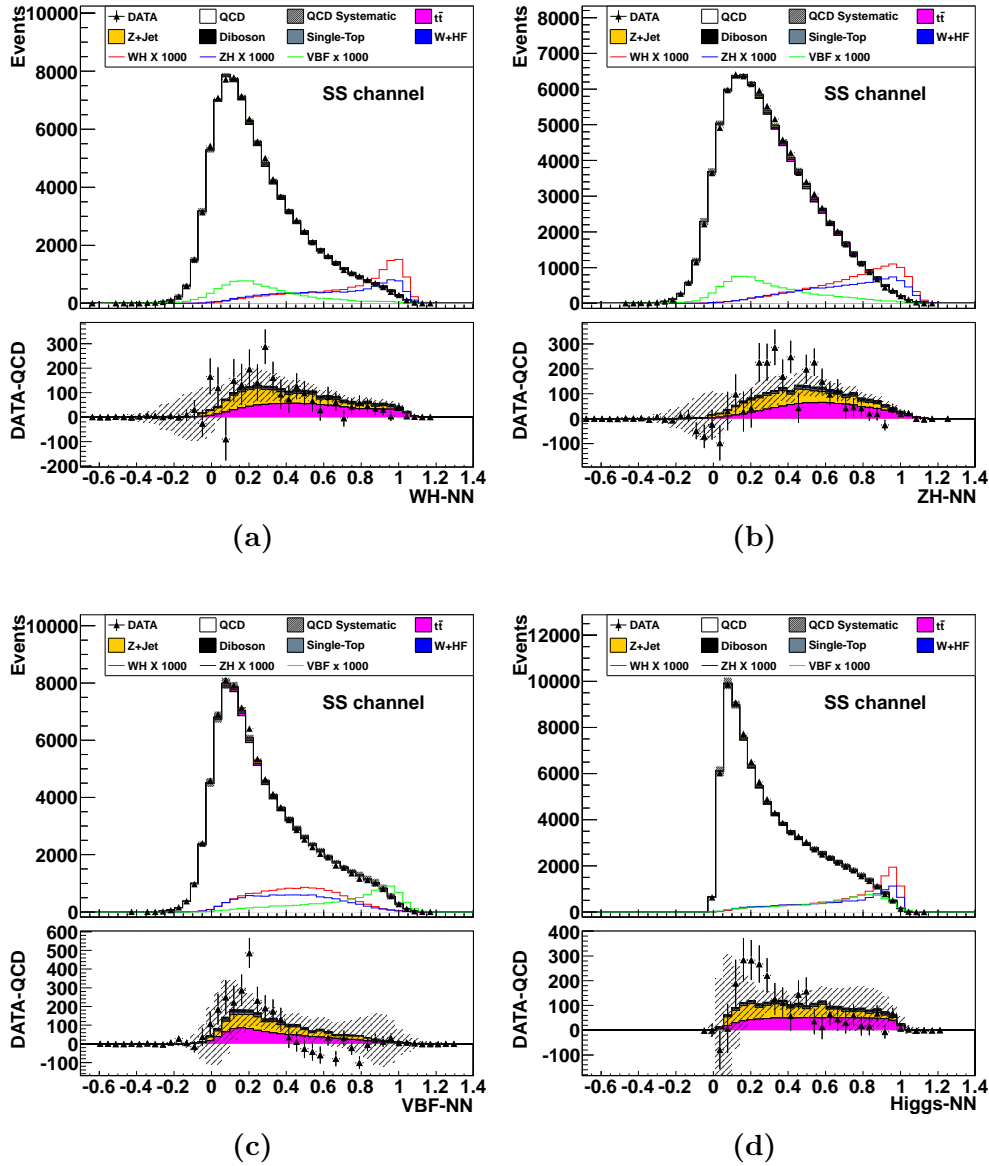 Events
DATA QCD QCD Systematic tt̄
Z+Jet Diboson Single-Top W+HF
WH X 1000 ZH X 1000 VBF x 1000
SS channel
10000
8000
6000
4000
2000
0
DATA-QCD
300
200
100
0
-100
-200
-0.6 -0.4 -0.2 0 0.2 0.4 0.6 0.8 1 1.2 1.4
WH-NN
(a)
Events
DATA QCD QCD Systematic tt̄
Z+Jet Diboson Single-Top W+HF
WH X 1000 ZH X 1000 VBF x 1000
SS channel
8000
7000
6000
5000
4000
3000
2000
1000
0
DATA-QCD
300
200
100
0
-100
-0.6 -0.4 -0.2 0 0.2 0.4 0.6 0.8 1 1.2 1.4
ZH-NN
(b)
Events
DATA QCD QCD Systematic tt̄
Z+Jet Diboson Single-Top W+HF
WH X 1000 ZH X 1000 VBF x 1000
SS channel
10000
8000
6000
4000
2000
0
DATA-QCD
600
500
400
300
200
100
0
-100
-0.6 -0.4 -0.2 0 0.2 0.4 0.6 0.8 1 1.2 1.4
VBF-NN
(c)
Events
DATA QCD QCD Systematic tt̄
Z+Jet Diboson Single-Top W+HF
WH X 1000 ZH X 1000 VBF x 1000
SS channel
12000
10000
8000
6000
4000
2000
0
DATA-QCD
400
300
200
100
0
-100
-0.6 -0.4 -0.2 0 0.2 0.4 0.6 0.8 1 1.2 1.4
Higgs-NN
(d)